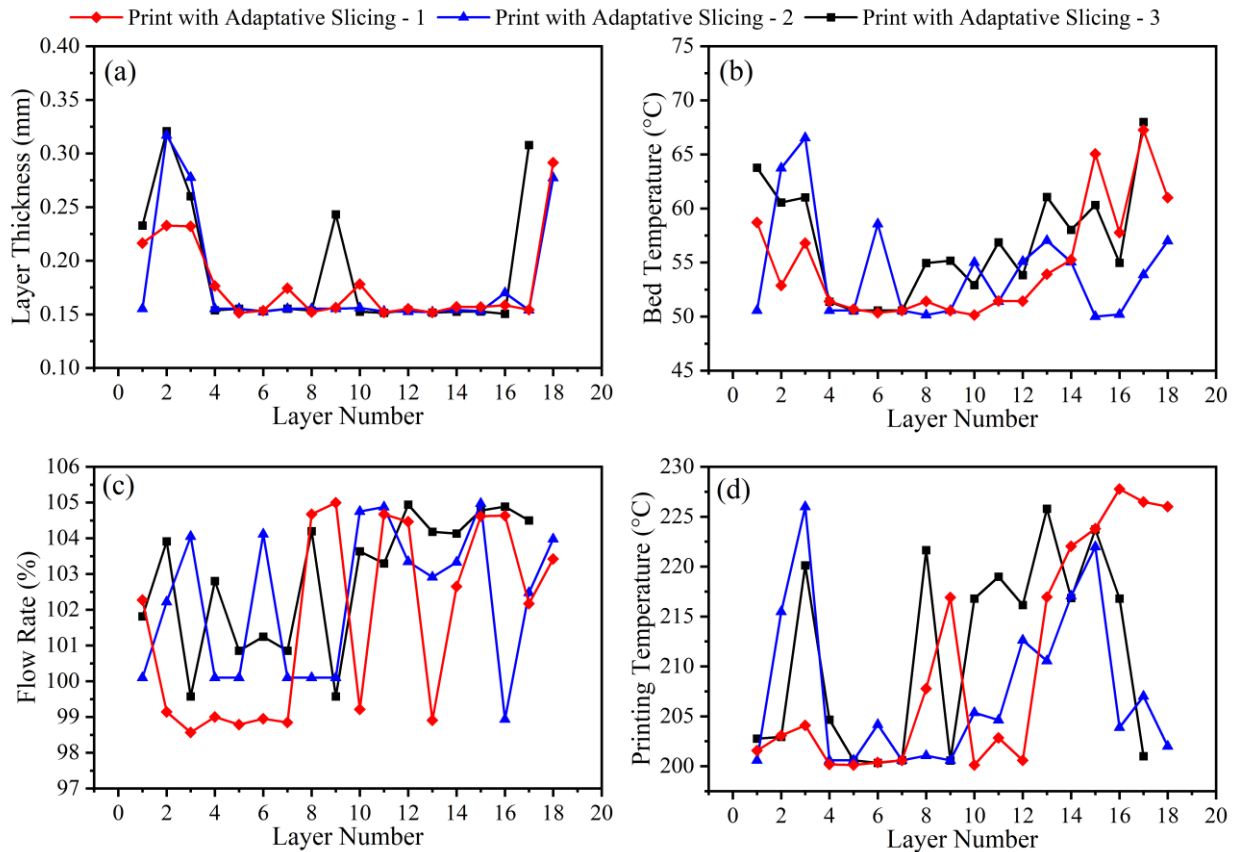 Print with Adaptative Slicing - 1 Print with Adaptative Slicing - 2 Print with Adaptative Slicing - 3
(a)
Layer Thickness (mm)
0.40
0.35
0.30
0.25
0.20
0.15
0.10
0 2 4 6 8 10 12 14 16 18 20
Layer Number
(b)
Bed Temperature (°C)
75
70
65
60
55
50
45
0 2 4 6 8 10 12 14 16 18 20
Layer Number
(c)
Flow Rate (%)
106
105
104
103
102
101
100
99
98
97
0 2 4 6 8 10 12 14 16 18 20
Layer Number
(d)
Printing Temperature (°C)
230
225
220
215
210
205
200
0 2 4 6 8 10 12 14 16 18 20
Layer Number